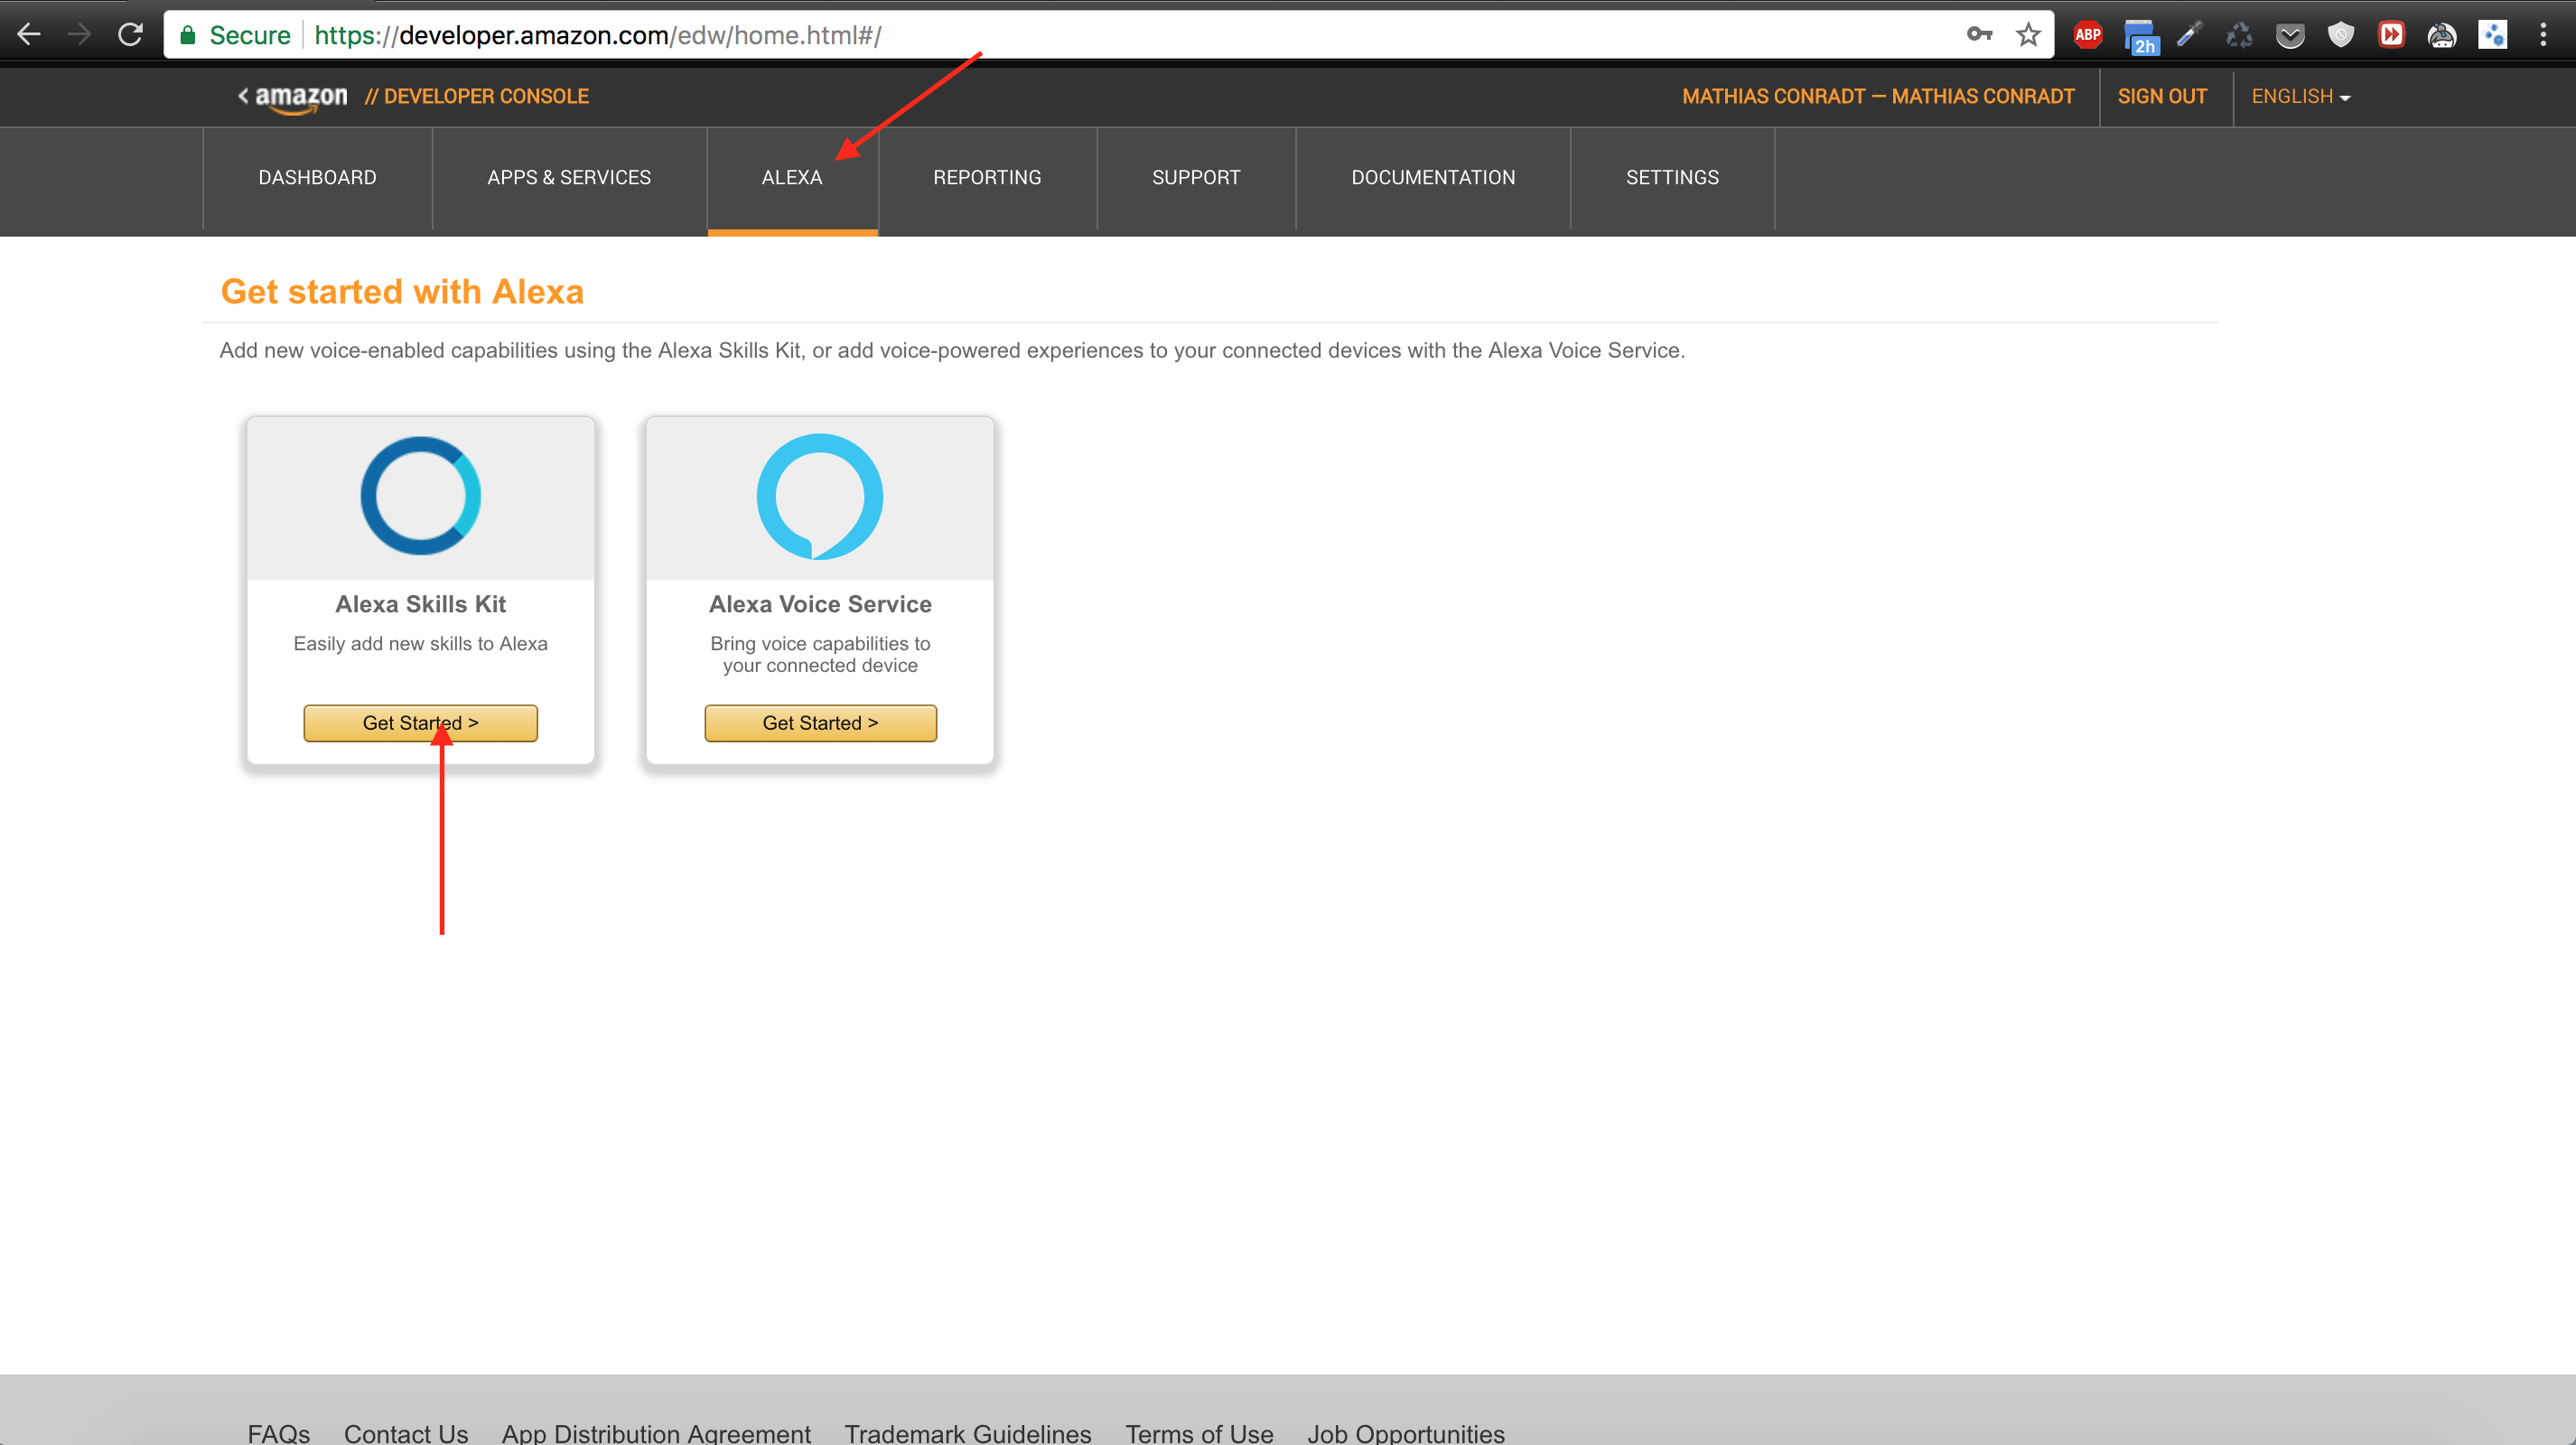 Secure https://developer.amazon.com/edw/home.html#/
ABP
2h
< amazon // DEVELOPER CONSOLE
MATHIAS CONRADT — MATHIAS CONRADT SIGN OUT ENGLISH
DASHBOARD APPS & SERVICES ALEXA REPORTING SUPPORT DOCUMENTATION SETTINGS
Get started with Alexa
Add new voice-enabled capabilities using the Alexa Skills Kit, or add voice-powered experiences to your connected devices with the Alexa Voice Service.
Alexa Skills Kit
Easily add new skills to Alexa
Get Started >
Alexa Voice Service
Bring voice capabilities to
your connected device
Get Started >
FAQs Contact Us App Distribution Agreement Trademark Guidelines Terms of Use Job Opportunities